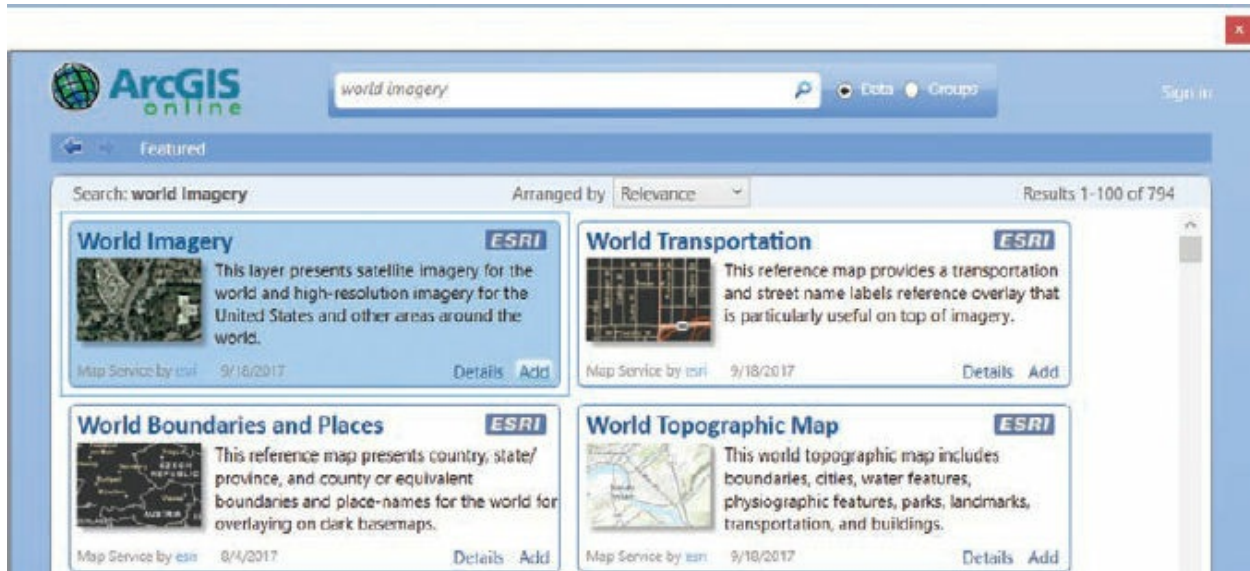 x
ArcGIS
online
world imagery
Data
Groups
Sign in
Featured
Search: world Imagery
Arranged by
Relevance
Results 1-100 of 794
World Imagery
ESRI
This layer presents satellite imagery for the
world and high-resolution imagery for the
United States and other areas around the
world.
Map Service by esri 9/18/2017
Details Add
World Transportation
ESRI
This reference map provides a transportation
and street name labels reference overlay that
is particularly useful on top of imagery.
Map Service by esri 9/18/2017
Details Add
World Boundaries and Places
ESRI
This reference map presents country, state/
province, and county or equivalent
boundaries and place-names for the world for
overlaying on dark basemaps.
CZECH
REPUBLIC
AUSTRIA
Map Service by esri 8/4/2017
Details Add
World Topographic Map
ESRI
This world topographic map includes
boundaries, cities, water features,
physiographic features, parks, landmarks,
transportation, and buildings.
Map Service by esri 9/18/2017
Details Add